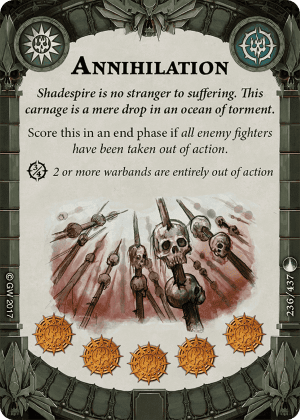 ANNIHILATION
Shadespire is no stranger to suffering. This
carnage is a mere drop in an ocean of torment.
Score this in an end phase if all enemy fighters
have been taken out of action.
3/4 2 or more warbands are entirely out of action
© GW 2017
236/437